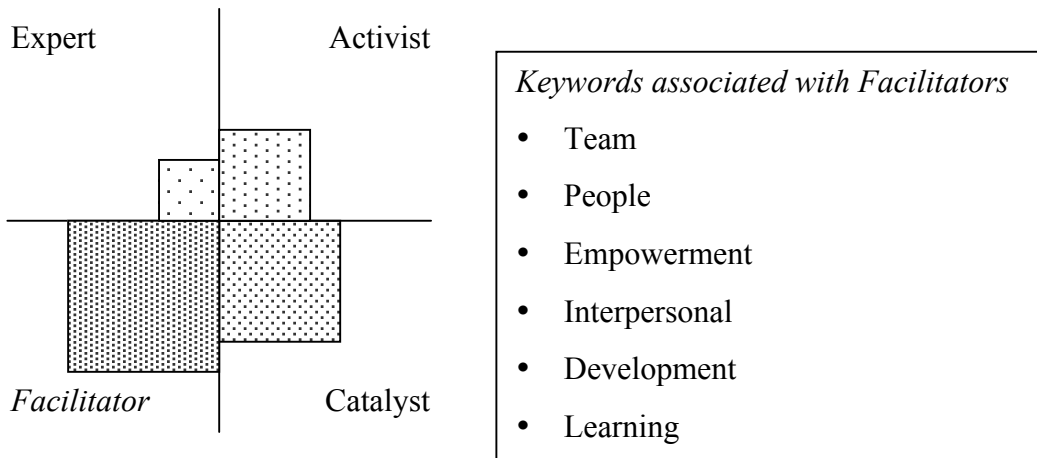 Expert
Activist
Facilitator
Catalyst
Keywords associated with Facilitators
• Team
• People
• Empowerment
• Interpersonal
• Development
• Learning